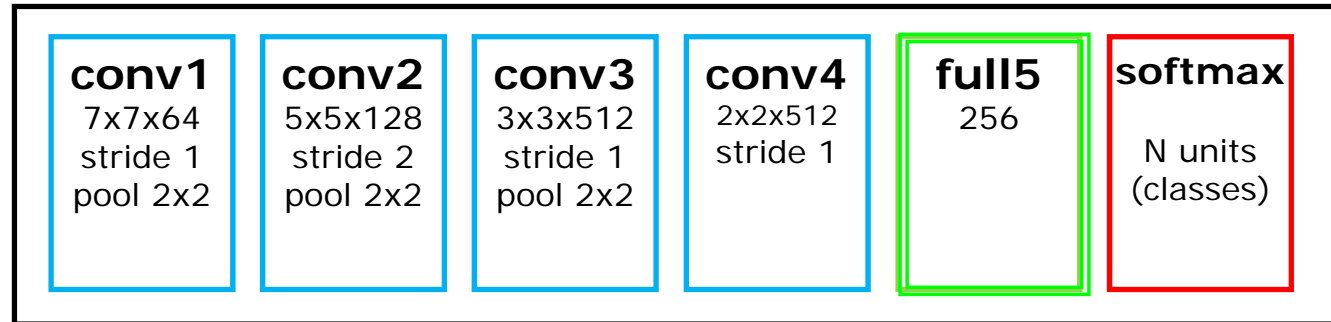 conv1
7x7x64
stride 1
pool 2x2
conv2
5x5x128
stride 2
pool 2x2
conv3
3x3x512
stride 1
pool 2x2
conv4
2x2x512
stride 1
full5
256
softmax
N units
(classes)